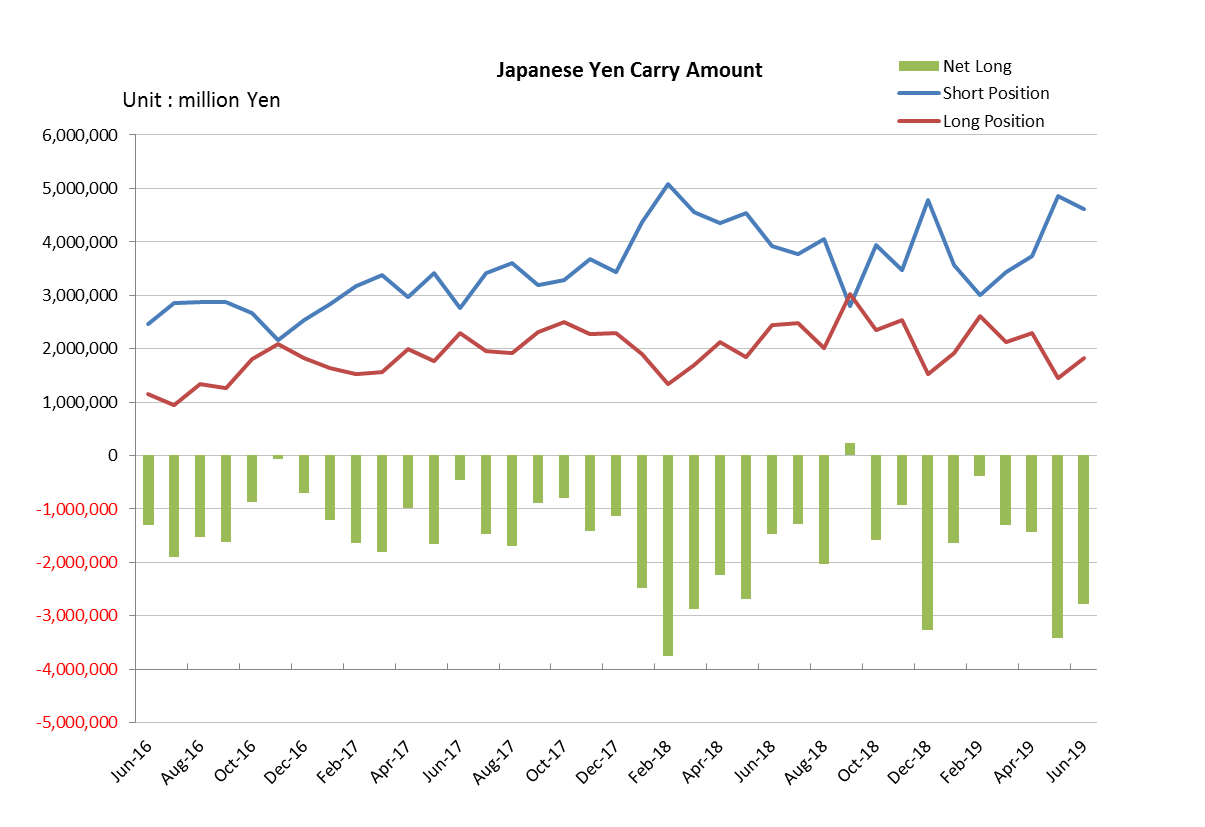 Japanese Yen Carry Amount
Net Long
Short Position
Long Position
Unit : million Yen
6,000,000
5,000,000
4,000,000
3,000,000
2,000,000
1,000,000
0
-1,000,000
-2,000,000
-3,000,000
-4,000,000
-5,000,000
Jun-16
Aug-16
Oct-16
Dec-16
Feb-17
Apr-17
Jun-17
Aug-17
Oct-17
Dec-17
Feb-18
Apr-18
Jun-18
Aug-18
Oct-18
Dec-18
Feb-19
Apr-19
Jun-19